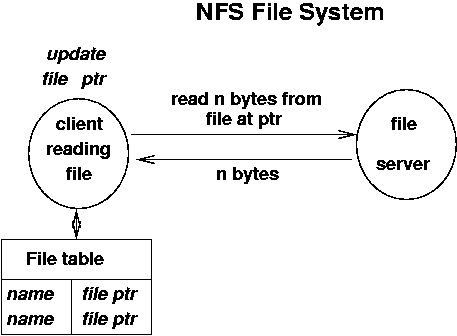 NFS File System
update
file ptr
client
reading
file
read n bytes from
file at ptr
n bytes
file
server
File table
name file ptr
name file ptr